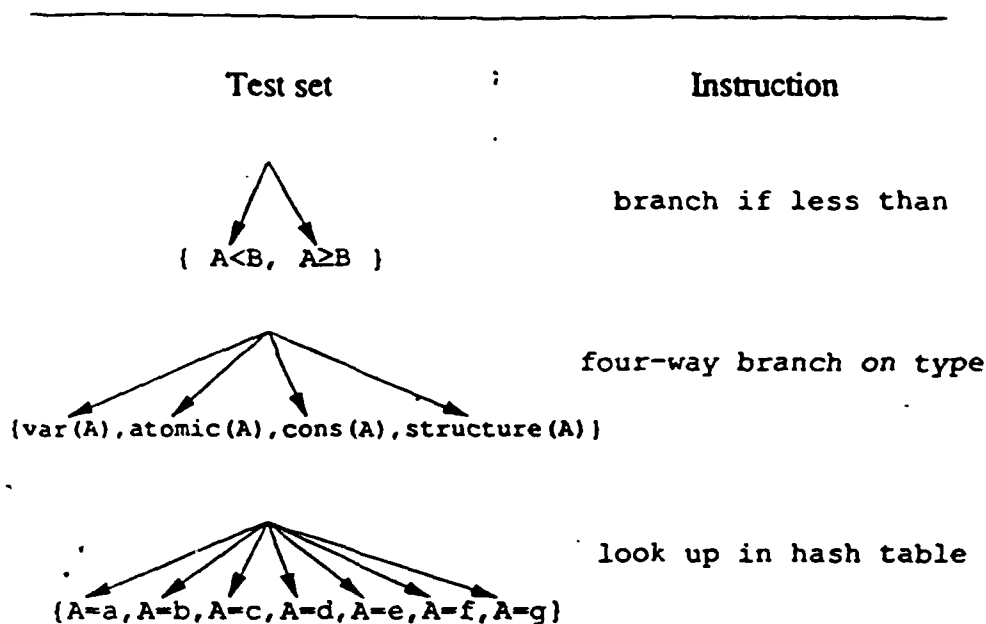 Test set
Instruction
branch if less than
{ A<B, A≥B }
four-way branch on type
{var(A),atomic(A),cons(A),structure(A)}
look up in hash table
{A=a,A=b,A=c,A=d,A=e,A=f,A=g}